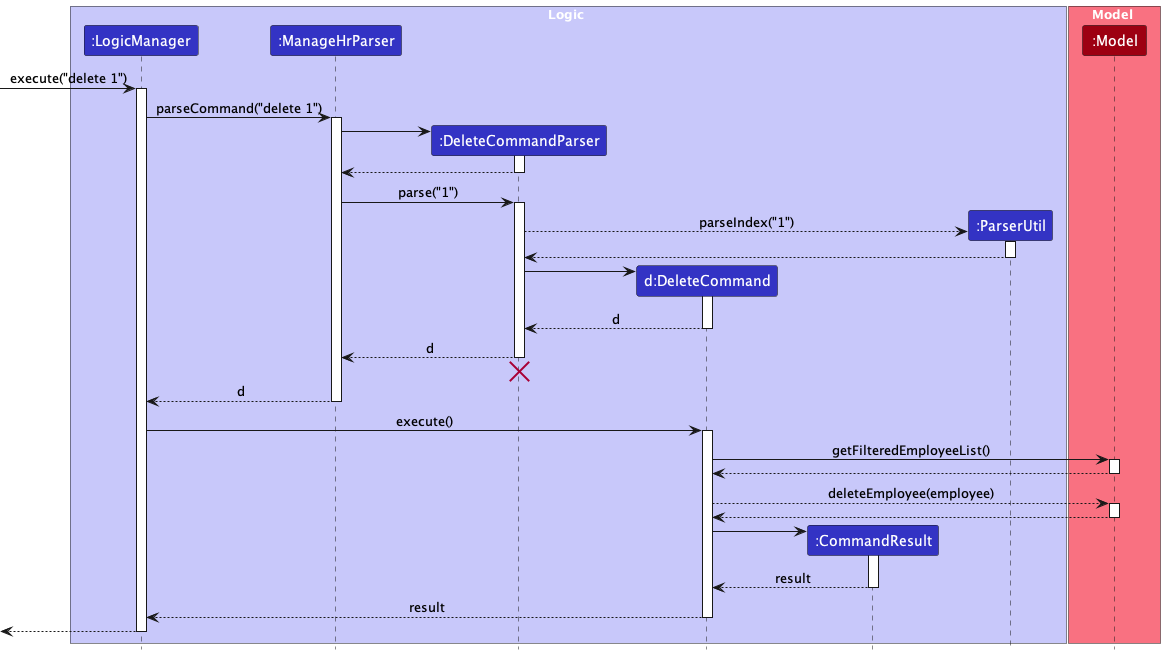 Logic
Model
:LogicManager
:ManageHrParser
:Model
execute("delete 1")
parseCommand("delete 1")
:DeleteCommandParser
parse("1")
parseIndex("1")
:ParserUtil
d:DeleteCommand
d
d
d
execute()
getFilteredEmployeeList()
deleteEmployee(employee)
:CommandResult
result
result